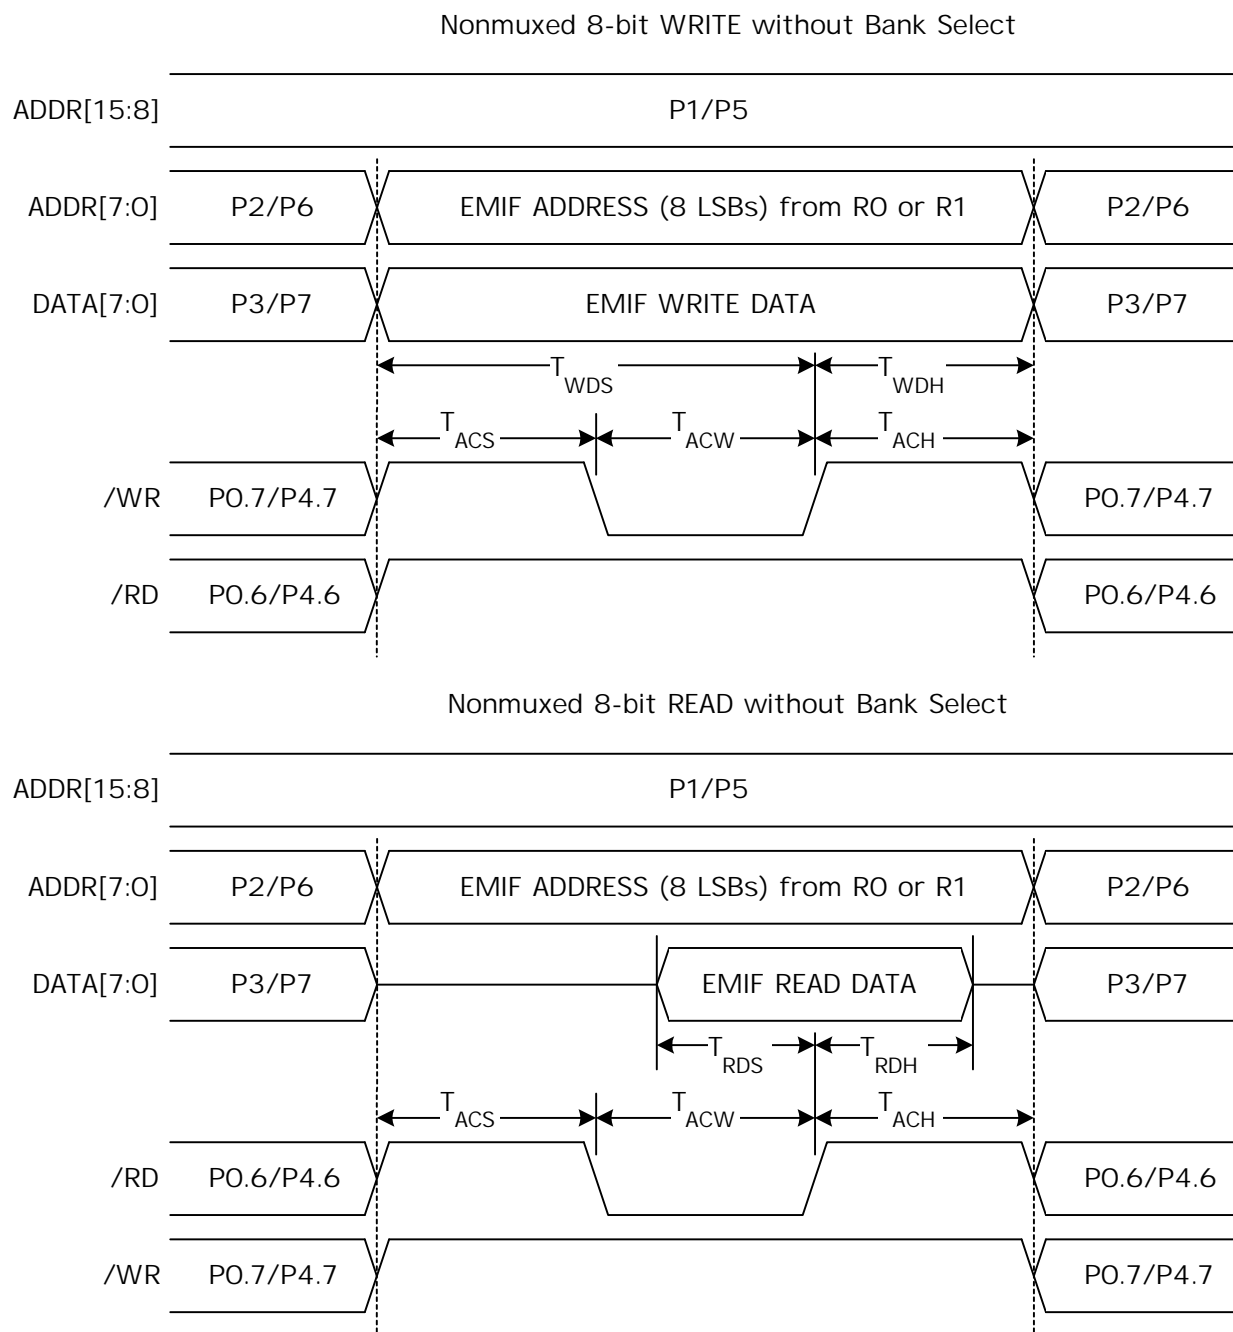 Nonmuxed 8-bit WRITE without Bank Select
ADDR[15:8] P1/P5
ADDR[7:0] P2/P6 EMIF ADDRESS (8 LSBs) from R0 or R1 P2/P6
DATA[7:0] P3/P7 EMIF WRITE DATA P3/P7
TWDS TWDH
TACS TACW TACH
/WR P0.7/P4.7 P0.7/P4.7
/RD P0.6/P4.6 P0.6/P4.6
Nonmuxed 8-bit READ without Bank Select
ADDR[15:8] P1/P5
ADDR[7:0] P2/P6 EMIF ADDRESS (8 LSBs) from R0 or R1 P2/P6
DATA[7:0] P3/P7 EMIF READ DATA P3/P7
TRDS TRDH
TACS TACW TACH
/RD P0.6/P4.6 P0.6/P4.6
/WR P0.7/P4.7 P0.7/P4.7